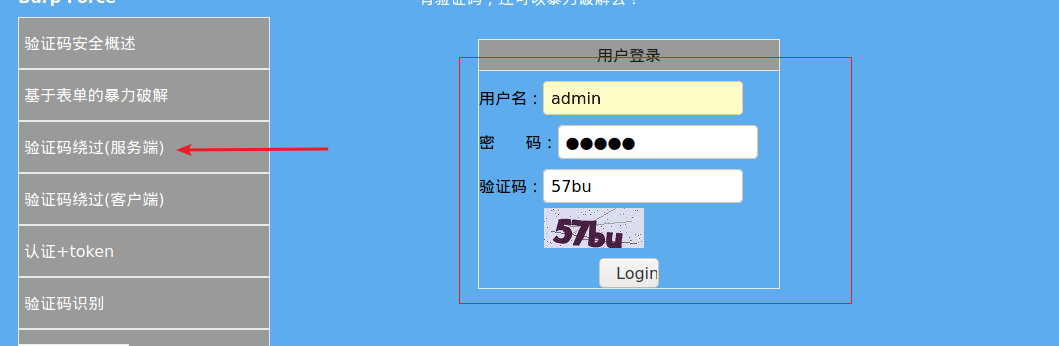 Burp Force
有验证码，还可以暴力破解么？
验证码安全概述
基于表单的暴力破解
验证码绕过(服务端)
验证码绕过(客户端)
认证+token
验证码识别
用户登录
用户名： admin
密 码： ●●●●●
验证码： 57bu
57bu
Login